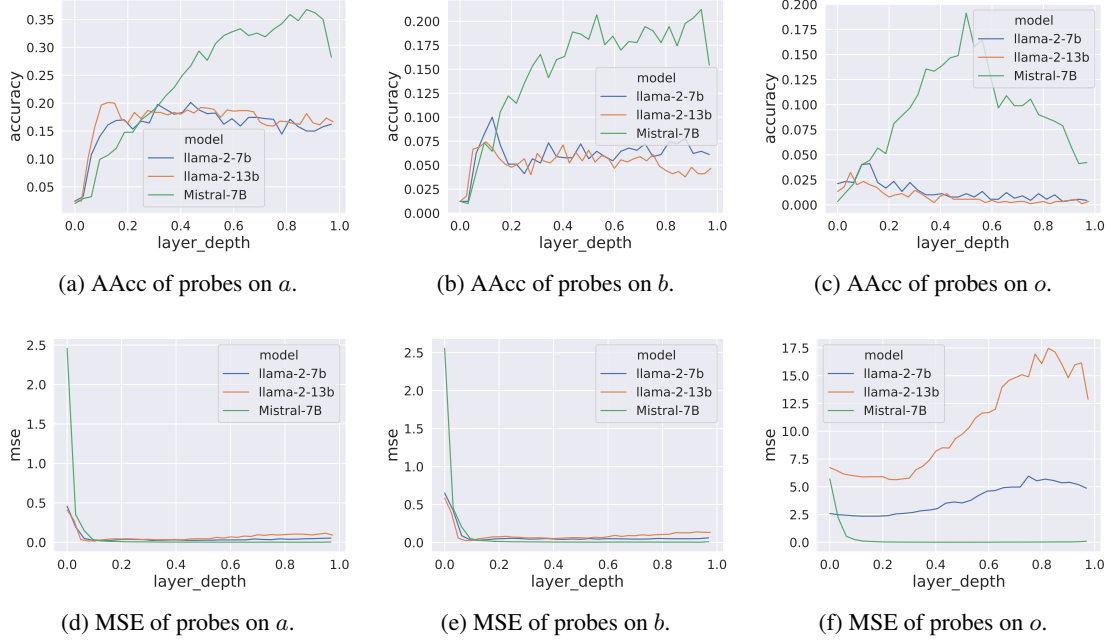 0.35
0.30
0.25
0.20
0.15
0.10
0.05
accuracy
model
llama-2-7b
llama-2-13b
Mistral-7B
0.0 0.2 0.4 0.6 0.8 1.0
layer_depth
(a) AAcc of probes on a.
0.200
0.175
0.150
0.125
0.100
0.075
0.050
0.025
0.000
accuracy
model
llama-2-7b
llama-2-13b
Mistral-7B
0.0 0.2 0.4 0.6 0.8 1.0
layer_depth
(b) AAcc of probes on b.
0.200
0.175
0.150
0.125
0.100
0.075
0.050
0.025
0.000
accuracy
model
llama-2-7b
llama-2-13b
Mistral-7B
0.0 0.2 0.4 0.6 0.8 1.0
layer_depth
(c) AAcc of probes on o.
2.5
2.0
1.5
1.0
0.5
0.0
mse
model
llama-2-7b
llama-2-13b
Mistral-7B
0.0 0.2 0.4 0.6 0.8 1.0
layer_depth
(d) MSE of probes on a.
2.5
2.0
1.5
1.0
0.5
0.0
mse
model
llama-2-7b
llama-2-13b
Mistral-7B
0.0 0.2 0.4 0.6 0.8 1.0
layer_depth
(e) MSE of probes on b.
17.5
15.0
12.5
10.0
7.5
5.0
2.5
0.0
mse
model
llama-2-7b
llama-2-13b
Mistral-7B
0.0 0.2 0.4 0.6 0.8 1.0
layer_depth
(f) MSE of probes on o.